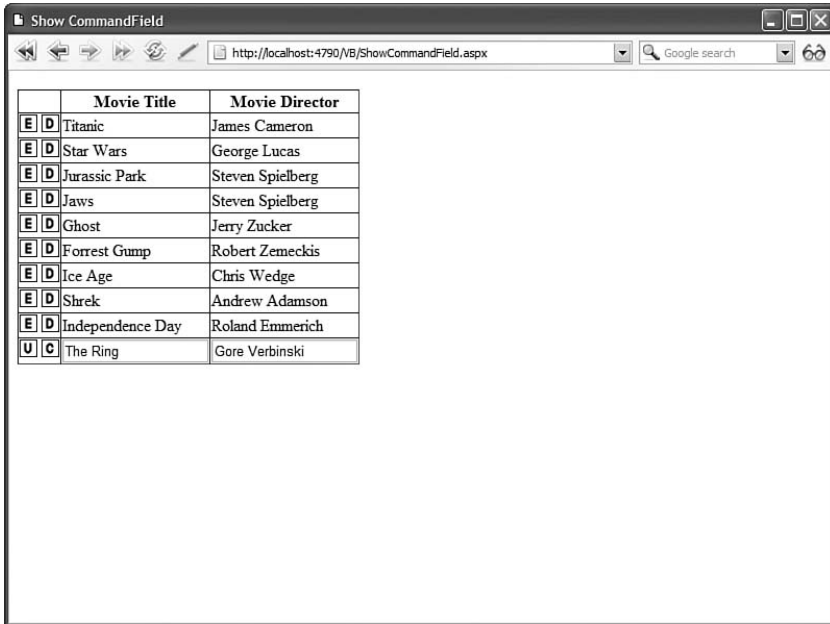 Show CommandField
http://localhost:4790/VB/ShowCommandField.aspx
Google search
Movie Title Movie Director
E D Titanic James Cameron
E D Star Wars George Lucas
E D Jurassic Park Steven Spielberg
E D Jaws Steven Spielberg
E D Ghost Jerry Zucker
E D Forrest Gump Robert Zemeckis
E D Ice Age Chris Wedge
E D Shrek Andrew Adamson
E D Independence Day Roland Emmerich
U C The Ring Gore Verbinski